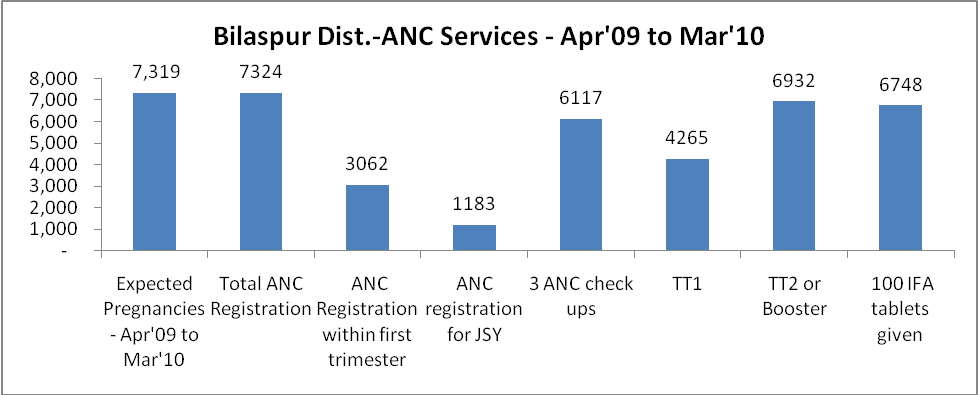 Bilaspur Dist.-ANC Services - Apr'09 to Mar'10
8,000
7,000
6,000
5,000
4,000
3,000
2,000
1,000
-
7,319
7324
3062
1183
6117
4265
6932
6748
Expected
Pregnancies
- Apr'09 to
Mar'10
Total ANC
Registration
ANC
Registration
within first
trimester
ANC
registration
for JSY
3 ANC check
ups
TT1
TT2 or
Booster
100 IFA
tablets
given